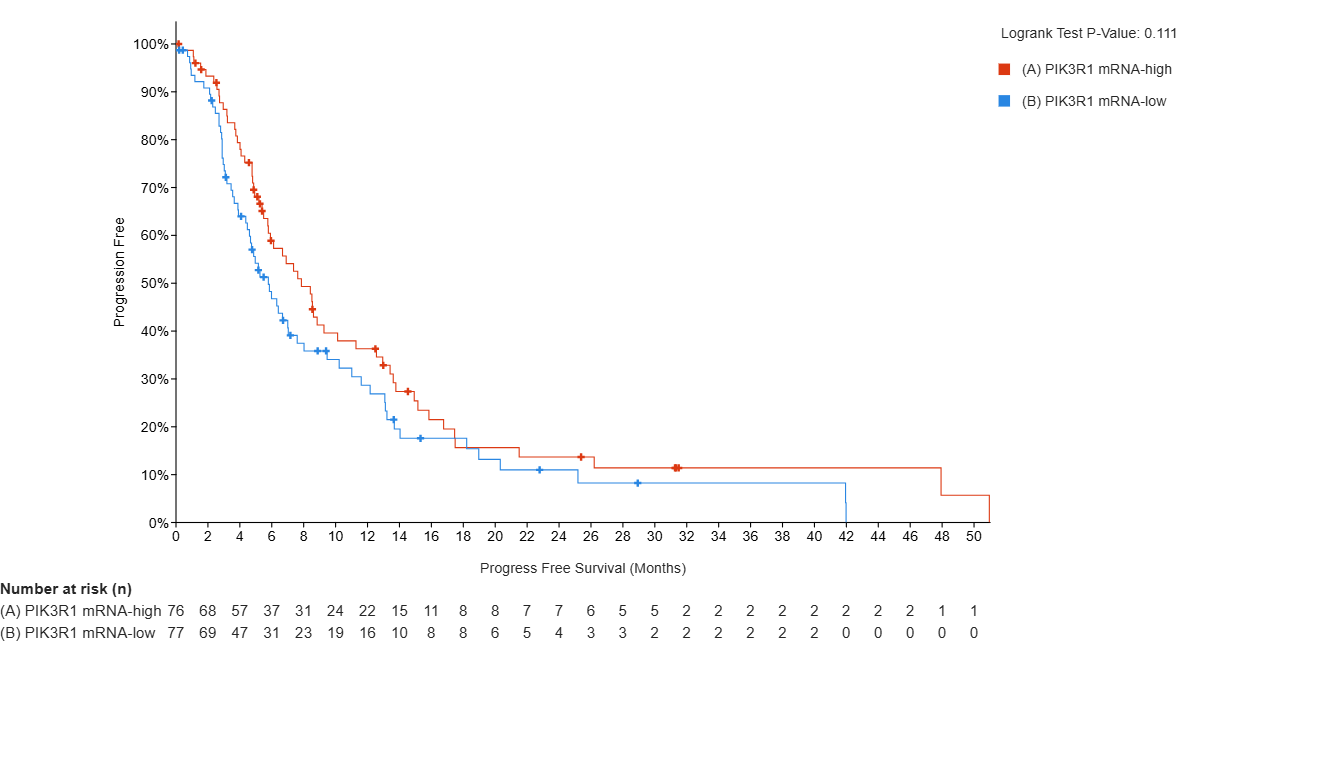 Logrank Test P-Value: 0.111
(A) PIK3R1 mRNA-high
(B) PIK3R1 mRNA-low
Progression Free
100%
90%
80%
70%
60%
50%
40%
30%
20%
10%
0%
0 2 4 6 8 10 12 14 16 18 20 22 24 26 28 30 32 34 36 38 40 42 44 46 48 50
Progress Free Survival (Months)
Number at risk (n)
(A) PIK3R1 mRNA-high 76 68 57 37 31 24 22 15 11 8 8 7 7 6 5 5 2 2 2 2 2 2 2 2 1 1
(B) PIK3R1 mRNA-low 77 69 47 31 23 19 16 10 8 8 6 5 4 3 3 2 2 2 2 2 2 0 0 0 0 0